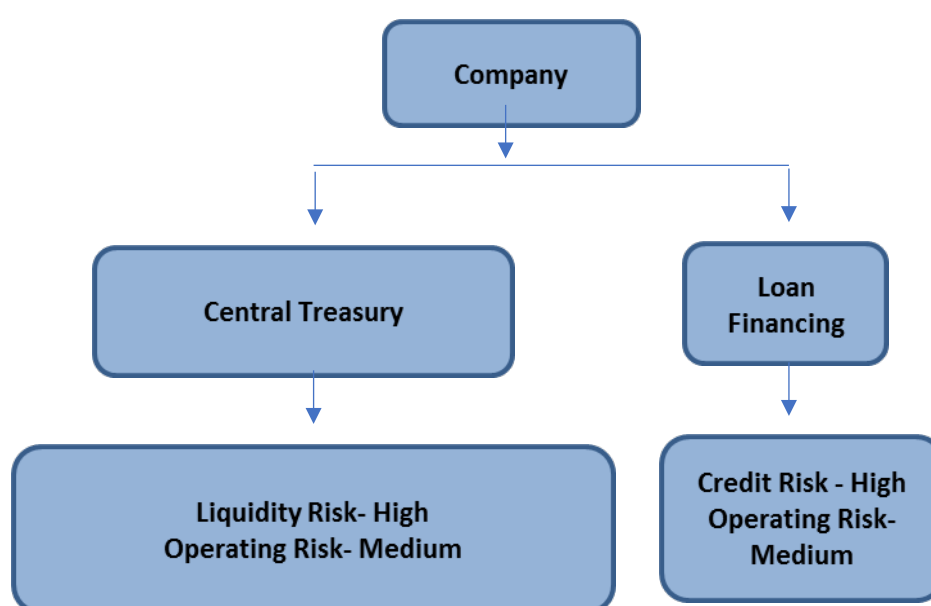 Company
Central Treasury
Loan
Financing
Liquidity Risk- High
Operating Risk- Medium
Credit Risk - High
Operating Risk-
Medium